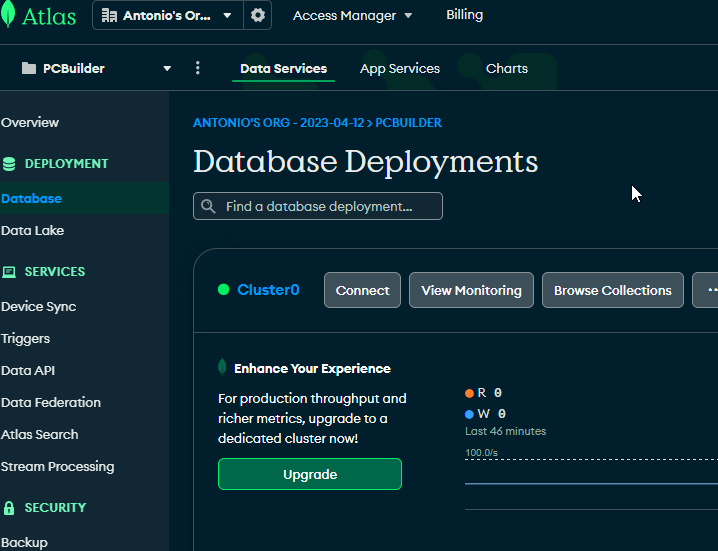 Atlas
Antonio's Or...
Access Manager
Billing
PCBuilder
Data Services
App Services
Charts
Overview
DEPLOYMENT
Database
Data Lake
SERVICES
Device Sync
Triggers
Data API
Data Federation
Atlas Search
Stream Processing
SECURITY
Backup
ANTONIO'S ORG - 2023-04-12 > PCBUILDER
Database Deployments
Find a database deployment...
Cluster0
Connect
View Monitoring
Browse Collections
Enhance Your Experience
For production throughput and
richer metrics, upgrade to a
dedicated cluster now!
Upgrade
R 0
W 0
Last 46 minutes
100.0/s